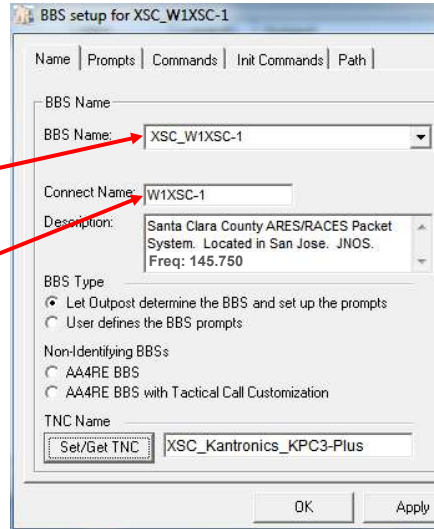 BBS setup for XSC_W1XSC-1
Name Prompts Commands Init Commands Path
BBS Name
BBS Name: XSC_W1XSC-1
Connect Name: W1XSC-1
Description: Santa Clara County ARES/RACES Packet
System. Located in San Jose. JNOS.
Freq: 145.750
BBS Type
Let Outpost determine the BBS and set up the prompts
User defines the BBS prompts
Non-Identifying BBSs
AA4RE BBS
AA4RE BBS with Tactical Call Customization
TNC Name
Set/Get TNC XSC_Kantronics_KPC3-Plus
OK Apply